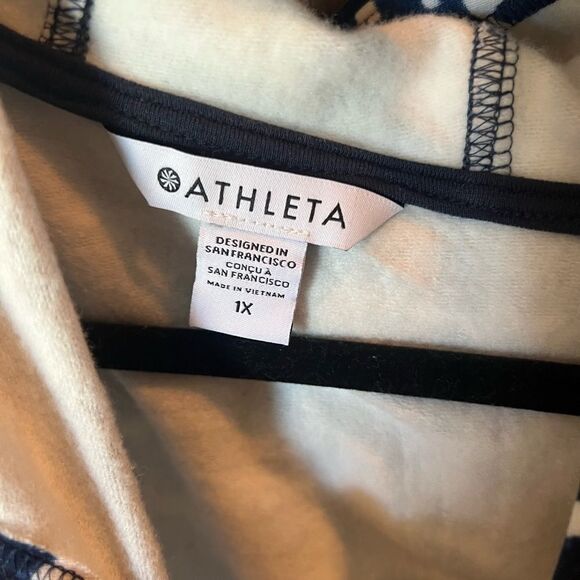 ATHLETA
DESIGNED IN
SAN FRANCISCO
CONÇU À
SAN FRANCISCO
MADE IN VIETNAM
1X